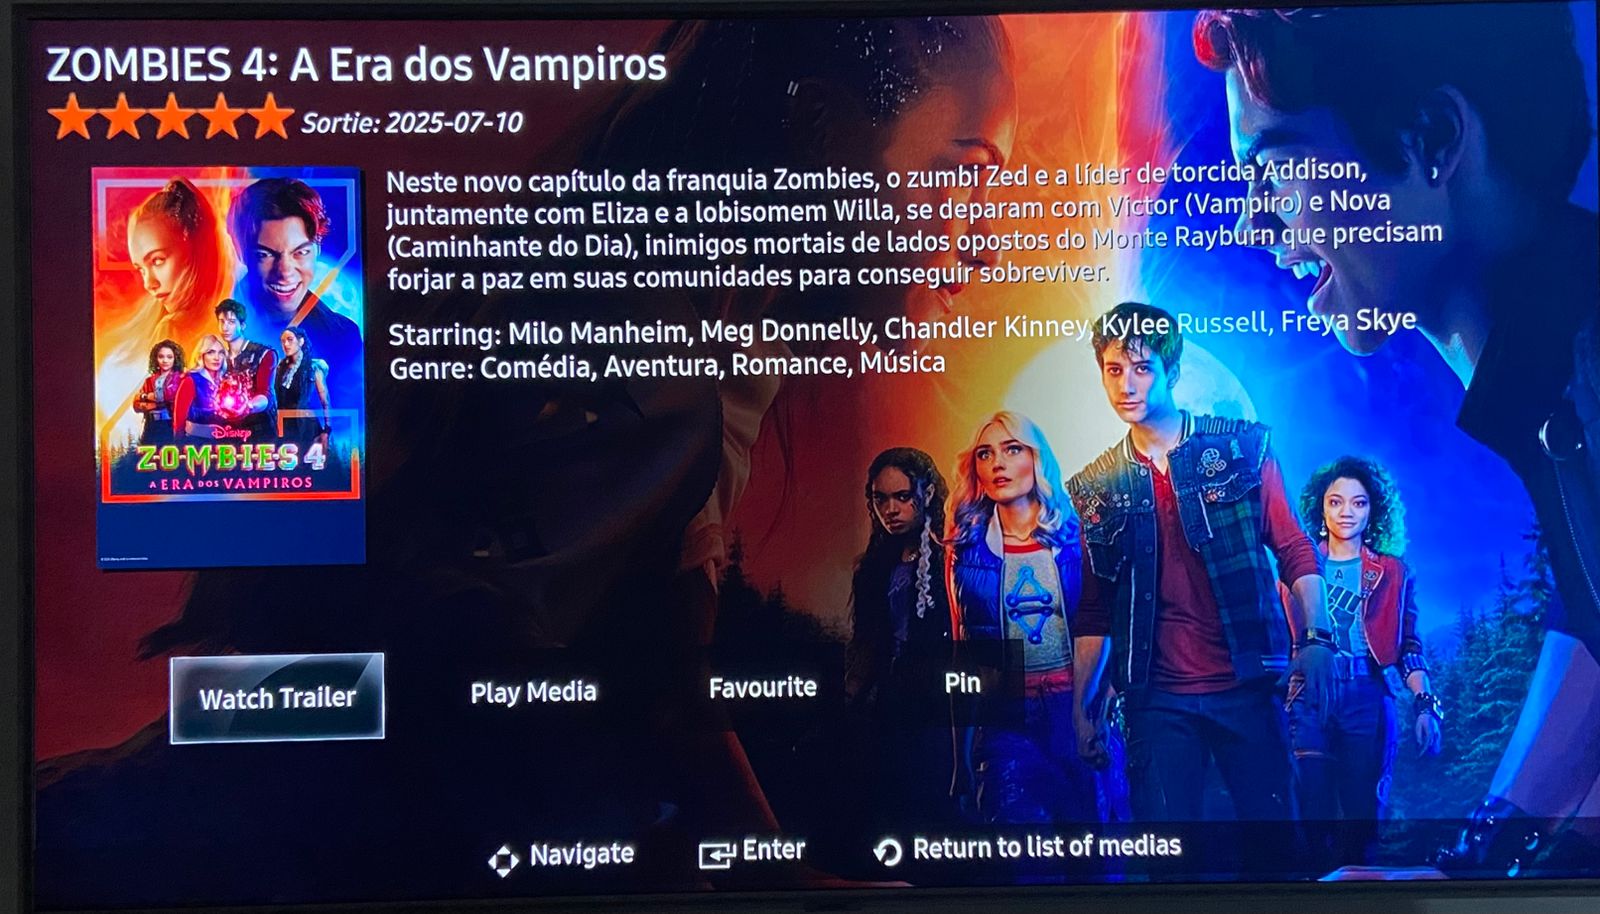 ZOMBIES 4: A Era dos Vampiros
Sortie: 2025-07-10
Neste novo capítulo da franquia Zombies, o zumbi Zed e a líder de torcida Addison,
juntamente com Eliza e a lobisomem Willa, se deparam com Victor (Vampiro) e Nova
(Caminhante do Dia), inimigos mortais de lados opostos do Monte Rayburn que precisam
forjar a paz em suas comunidades para conseguir sobreviver.
Starring: Milo Manheim, Meg Donnelly, Chandler Kinney, Kylee Russell, Freya Skye
Genre: Comédia, Aventura, Romance, Música
Disney
Z-O-M-B-I-E-S 4
A ERA DOS VAMPIROS
Watch Trailer
Play Media
Favourite
Pin
Navigate
Enter
Return to list of medias